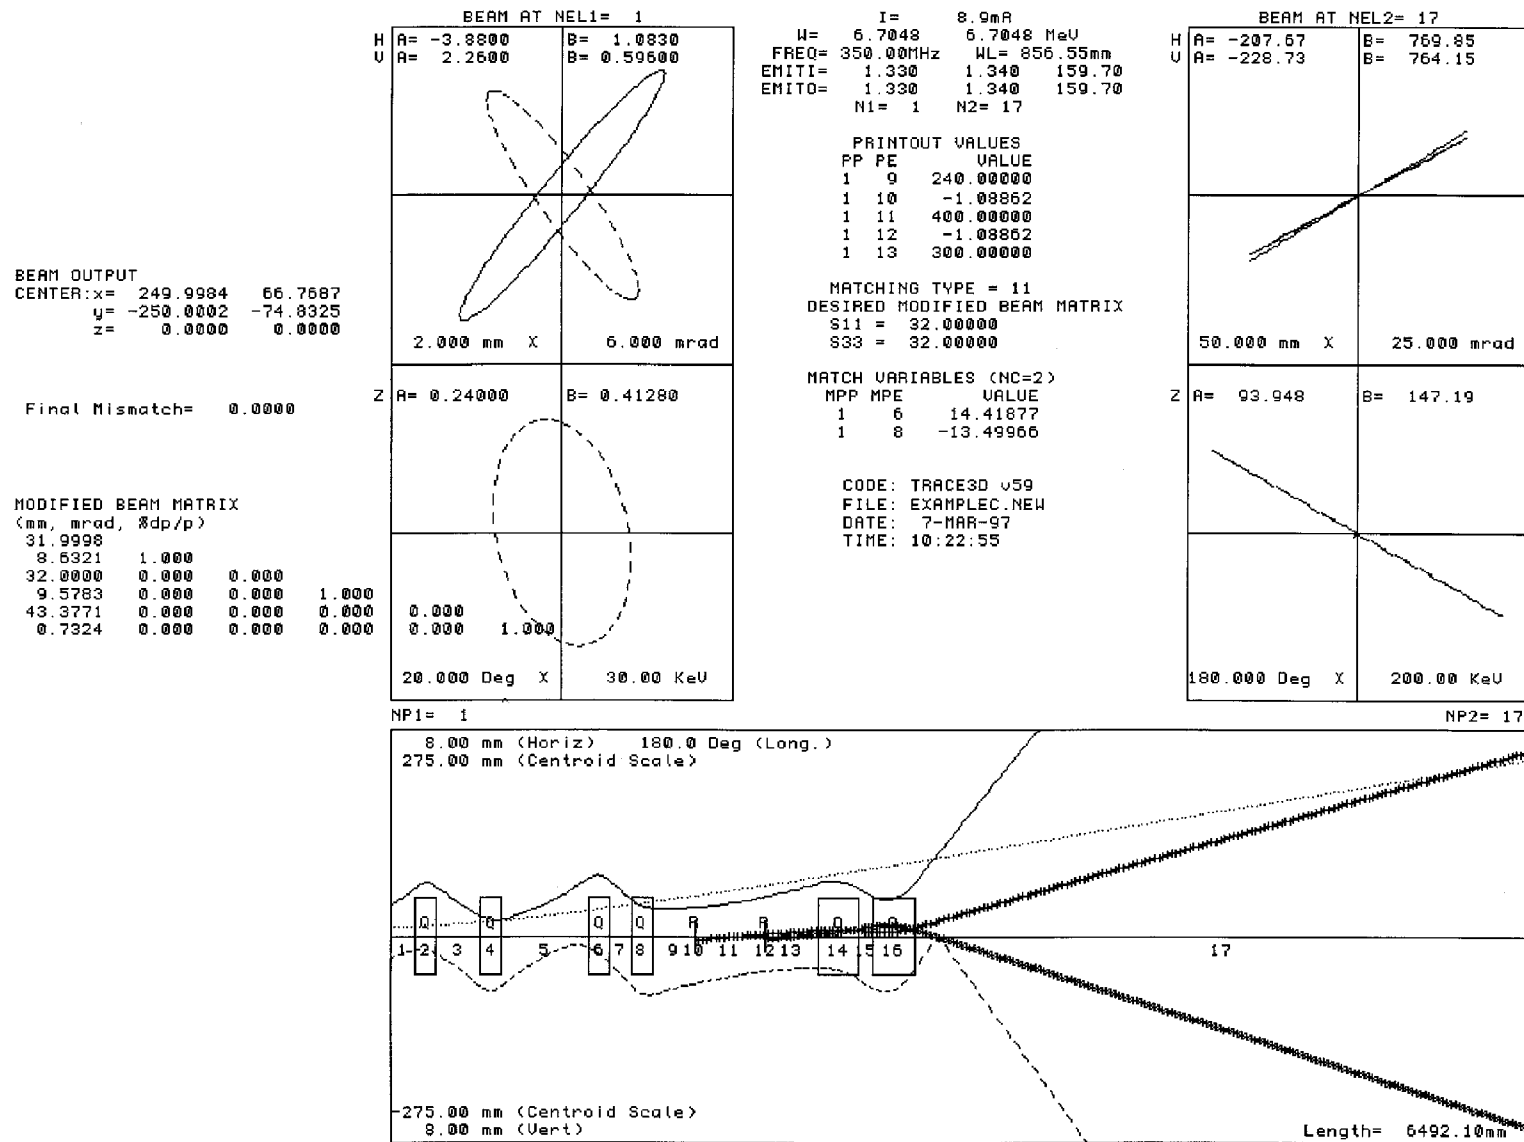 BEAM AT NEL1= 1
H A= -3.8800 B= 1.0830
V A= 2.2600 B= 0.59600
2.000 mm X 6.000 mrad
Z A= 0.24000 B= 0.41280
20.000 Deg X 30.00 KeV
NP1= 1
I= 8.9mA
W= 6.7048 6.7048 MeV
FREQ= 350.00MHz WL= 856.55mm
EMITI= 1.330 1.340 159.70
EMITO= 1.330 1.340 159.70
N1= 1 N2= 17
PRINTOUT VALUES
PP PE VALUE
1 9 240.00000
1 10 -1.08862
1 11 400.00000
1 12 -1.08862
1 13 300.00000
MATCHING TYPE = 11
DESIRED MODIFIED BEAM MATRIX
S11 = 32.00000
S33 = 32.00000
MATCH VARIABLES (NC=2)
MPP MPE VALUE
1 6 14.41877
1 8 -13.49966
CODE: TRACE3D v59
FILE: EXAMPLEC.NEW
DATE: 7-MAR-97
TIME: 10:22:55
BEAM AT NEL2= 17
H A= -207.67 B= 769.85
V A= -228.73 B= 764.15
50.000 mm X 25.000 mrad
Z A= 93.948 B= 147.19
180.000 Deg X 200.00 KeV
NP2= 17
BEAM OUTPUT
CENTER:x= 249.9984 66.7687
y= -250.0002 -74.8325
z= 0.0000 0.0000
Final Mismatch= 0.0000
MODIFIED BEAM MATRIX
(mm, mrad, %dp/p)
31.9998
8.5321 1.000
32.0000 0.000 0.000
9.5783 0.000 0.000 1.000
43.3771 0.000 0.000 0.000 0.000
0.7324 0.000 0.000 0.000 0.000 1.000
8.00 mm (Horiz) 180.0 Deg (Long.)
275.00 mm (Centroid Scale)
Q Q Q Q R R Q Q
1 2 3 4 5 6 7 8 9 10 11 12 13 14 15 16 17
-275.00 mm (Centroid Scale)
8.00 mm (Vert)
Length= 6492.10mm